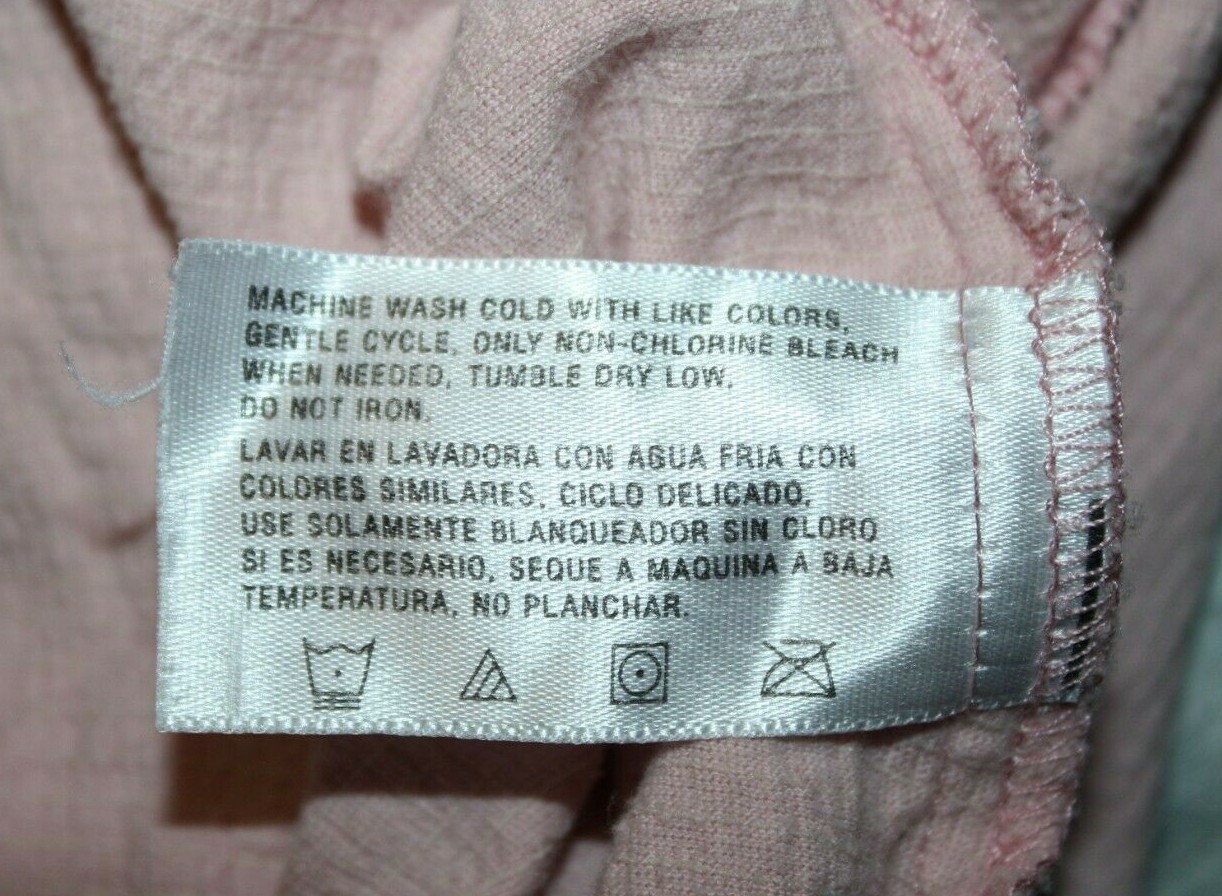 MACHINE WASH COLD WITH LIKE COLORS,
GENTLE CYCLE, ONLY NON-CHLORINE BLEACH
WHEN NEEDED, TUMBLE DRY LOW,
DO NOT IRON.
LAVAR EN LAVADORA CON AGUA FRIA CON
COLORES SIMILARES, CICLO DELICADO,
USE SOLAMENTE BLANQUEADOR SIN CLORO
SI ES NECESARIO, SEQUE A MAQUINA A BAJA
TEMPERATURA, NO PLANCHAR.